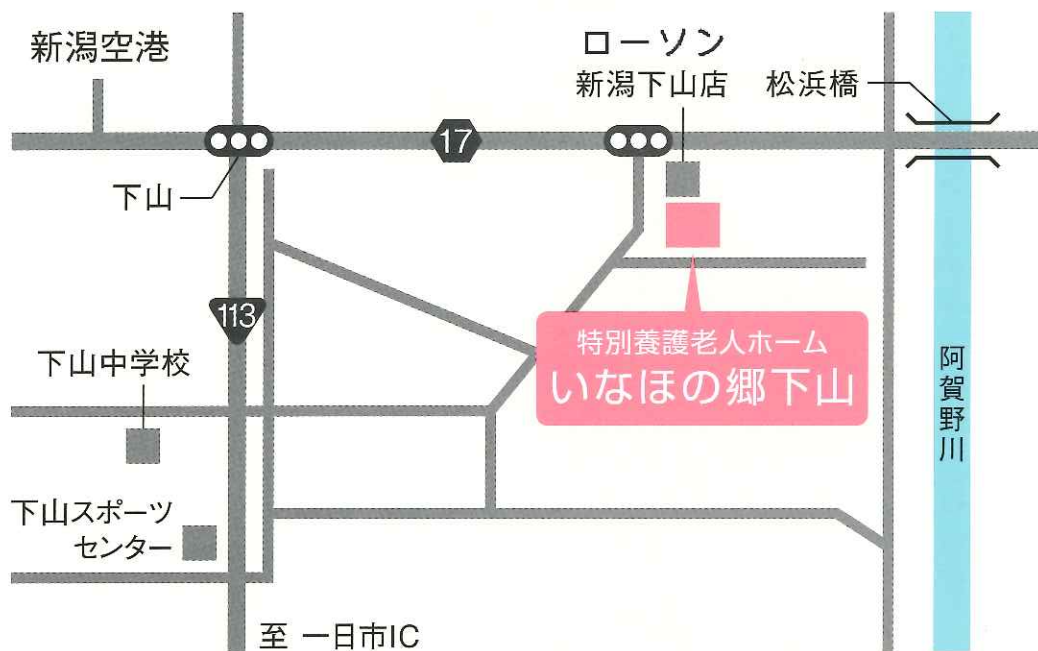 新潟空港
ローソン
新潟下山店
松浜橋
17
下山
113
特別養護老人ホーム
いなほの郷下山
下山中学校
阿賀野川
下山スポーツ
センター
至 一日市IC